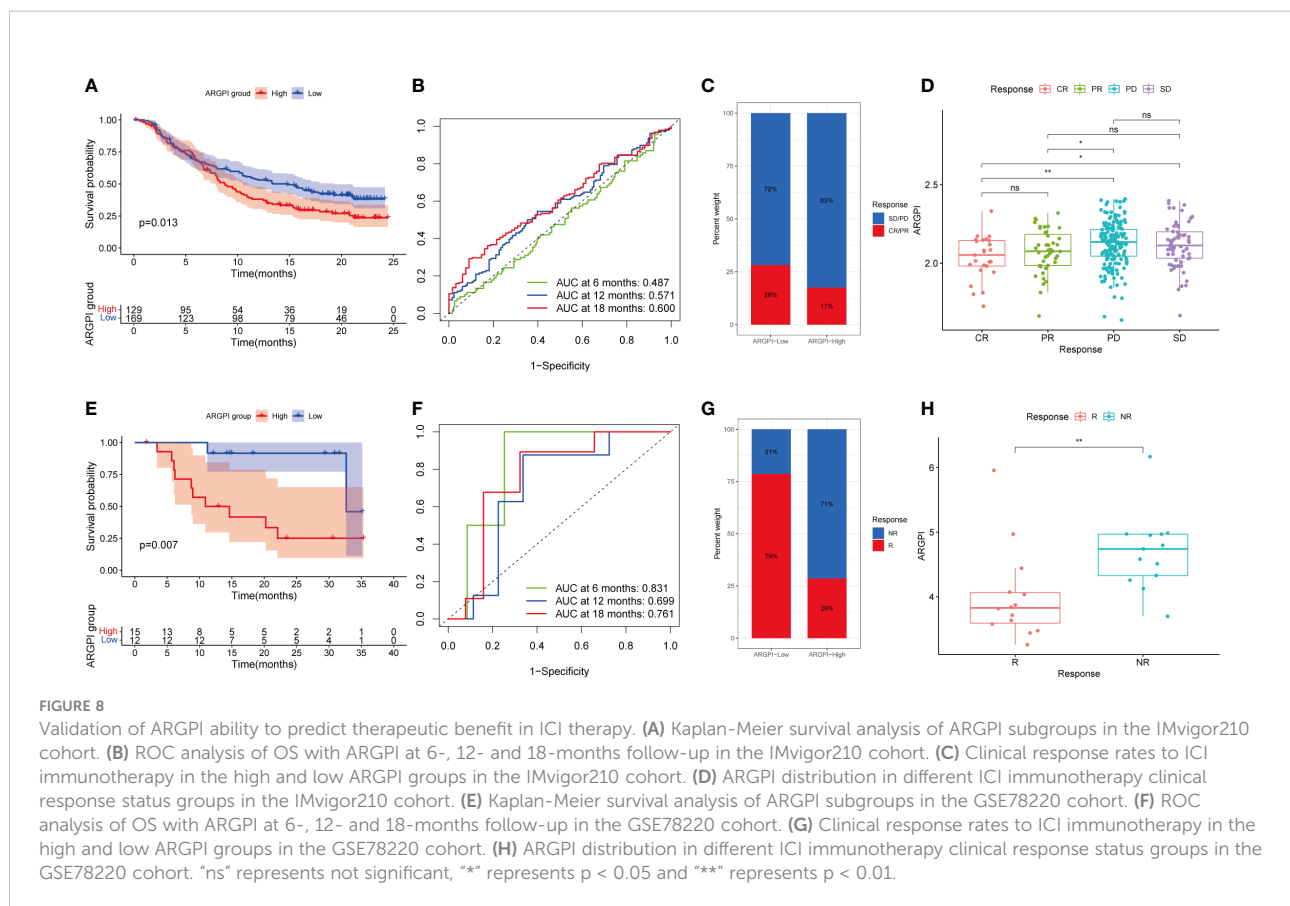 A
ARGPI groud High Low
Survival probability
1.00
0.75
0.50
0.25
0.00
p=0.013
0 5 10 15 20 25
Time(months)
ARGPI group
High 129 95 54 36 19 0
Low 169 123 98 79 46 0
0 5 10 15 20 25
Time(months)
B
1.0
0.8
0.6
0.4
0.2
0.0
AUC at 6 months: 0.487
AUC at 12 months: 0.571
AUC at 18 months: 0.600
0.0 0.2 0.4 0.6 0.8 1.0
1−Specificity
C
Percent weight
100
75
50
25
0
72%
28%
83%
17%
ARGPI−Low ARGPI−High
Response
SD/PD
CR/PR
D
Response CR PR PD SD
ns
ns
*
*
**
ns
ARGPI
2.5
2.0
CR PR PD SD
Response
E
ARGPI group High Low
Survival probability
1.00
0.75
0.50
0.25
0.00
p=0.007
0 5 10 15 20 25 30 35 40
Time(months)
ARGPI group
High 15 13 8 5 5 2 2 1 0
Low 12 12 12 7 5 5 4 1 0
0 5 10 15 20 25 30 35 40
Time(months)
F
1.0
0.8
0.6
0.4
0.2
0.0
AUC at 6 months: 0.831
AUC at 12 months: 0.699
AUC at 18 months: 0.761
0.0 0.2 0.4 0.6 0.8 1.0
1−Specificity
G
Percent weight
100
75
50
25
0
21%
79%
71%
29%
ARGPI−Low ARGPI−High
Response
NR
R
H
Response R NR
**
ARGPI
6
5
4
3
R NR
Response
FIGURE 8
Validation of ARGPI ability to predict therapeutic benefit in ICI therapy. (A) Kaplan-Meier survival analysis of ARGPI subgroups in the IMvigor210
cohort. (B) ROC analysis of OS with ARGPI at 6-, 12- and 18-months follow-up in the IMvigor210 cohort. (C) Clinical response rates to ICI
immunotherapy in the high and low ARGPI groups in the IMvigor210 cohort. (D) ARGPI distribution in different ICI immunotherapy clinical
response status groups in the IMvigor210 cohort. (E) Kaplan-Meier survival analysis of ARGPI subgroups in the GSE78220 cohort. (F) ROC
analysis of OS with ARGPI at 6-, 12- and 18-months follow-up in the GSE78220 cohort. (G) Clinical response rates to ICI immunotherapy in the
high and low ARGPI groups in the GSE78220 cohort. (H) ARGPI distribution in different ICI immunotherapy clinical response status groups in the
GSE78220 cohort. “ns” represents not significant, “*” represents p < 0.05 and “**” represents p < 0.01.